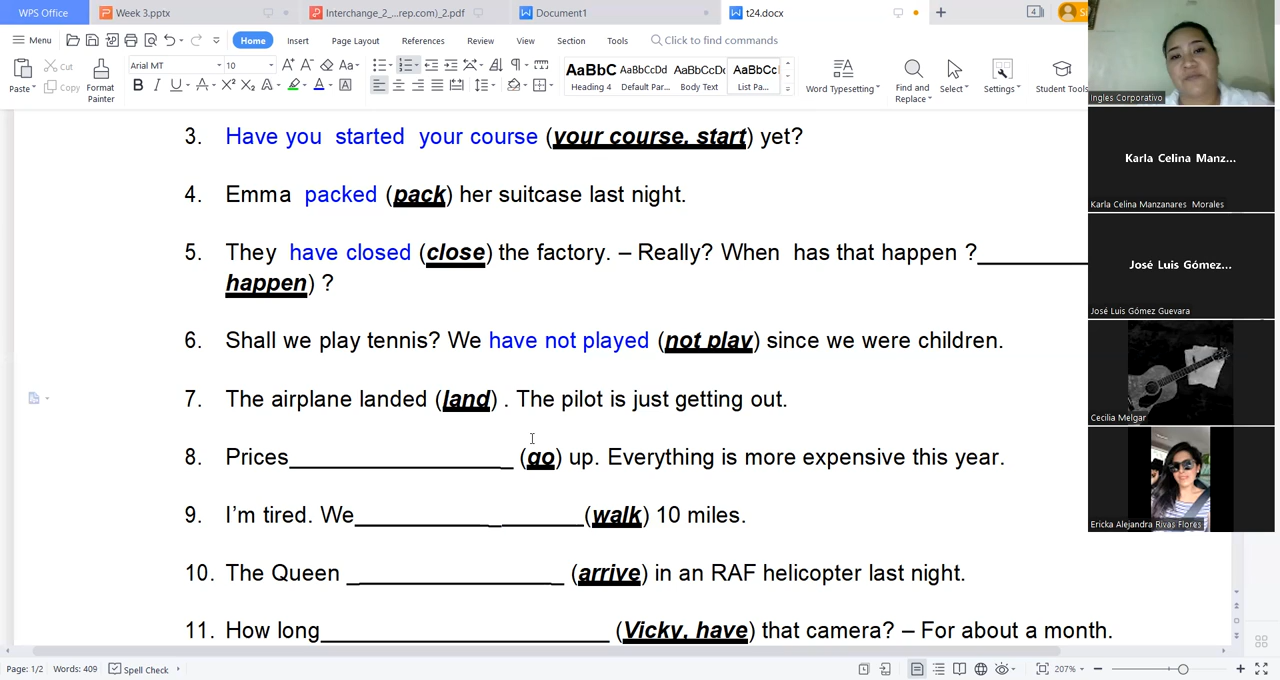 WPS Office Week 3.pptx Interchange_2_...rep.com)_2.pdf Document1 t24.docx 4
Menu Home Insert Page Layout References Review View Section Tools Click to find commands
Paste Cut Copy Format Painter Arial MT 10 AaBbC Heading 4 AaBbCcDd Default Par... AaBbCcDc Body Text AaBbCc List Pa... Word Typesetting Find and Replace Select Settings Student Tools
3. Have you started your course (your course, start) yet?
4. Emma packed (pack) her suitcase last night.
5. They have closed (close) the factory. – Really? When has that happen ?__________
happen) ?
6. Shall we play tennis? We have not played (not play) since we were children.
7. The airplane landed (land) . The pilot is just getting out.
8. Prices____________________ (go) up. Everything is more expensive this year.
9. I’m tired. We____________________(walk) 10 miles.
10. The Queen ____________________ (arrive) in an RAF helicopter last night.
11. How long__________________________ (Vicky, have) that camera? – For about a month.
Ingles Corporativo
Karla Celina Manz...
Karla Celina Manzanares Morales
José Luis Gómez...
José Luis Gómez Guevara
Cecilia Melgar
Ericka Alejandra Rivas Flores
Page: 1/2 Words: 409 Spell Check 207%